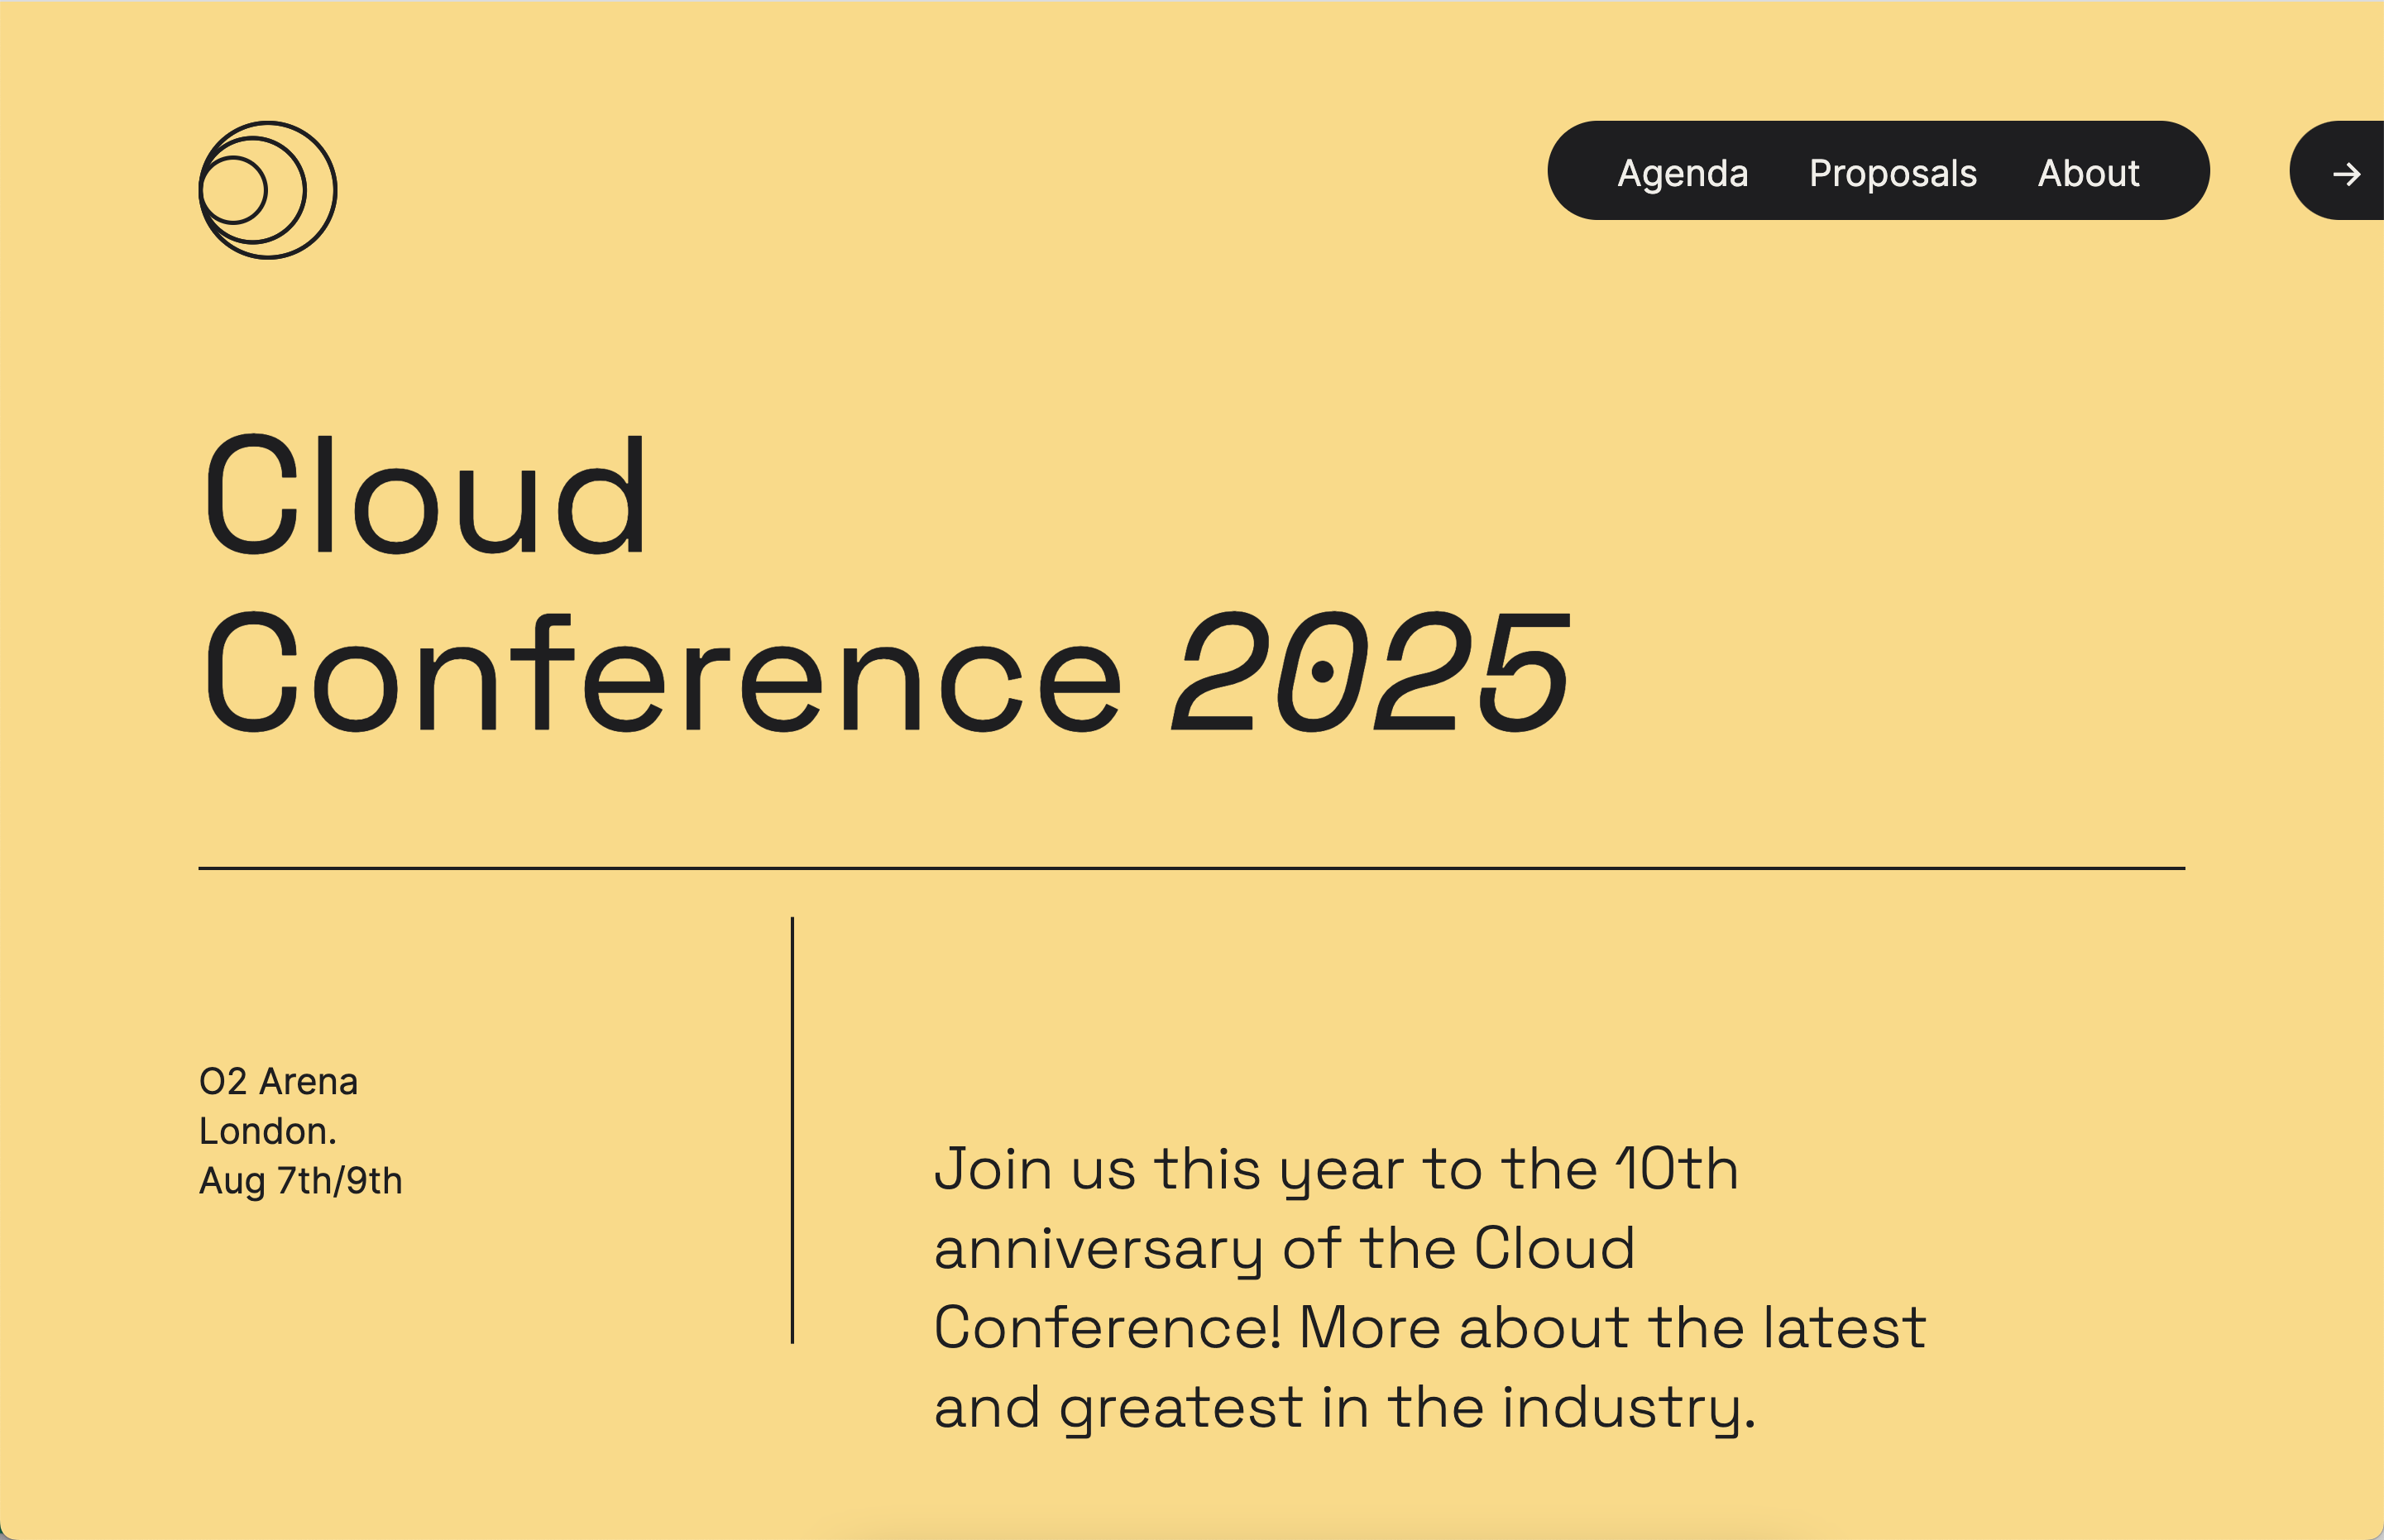 Agenda Proposals About →
Cloud
Conference 2025
O2 Arena
London.
Aug 7th/9th
Join us this year to the 10th
anniversary of the Cloud
Conference! More about the latest
and greatest in the industry.